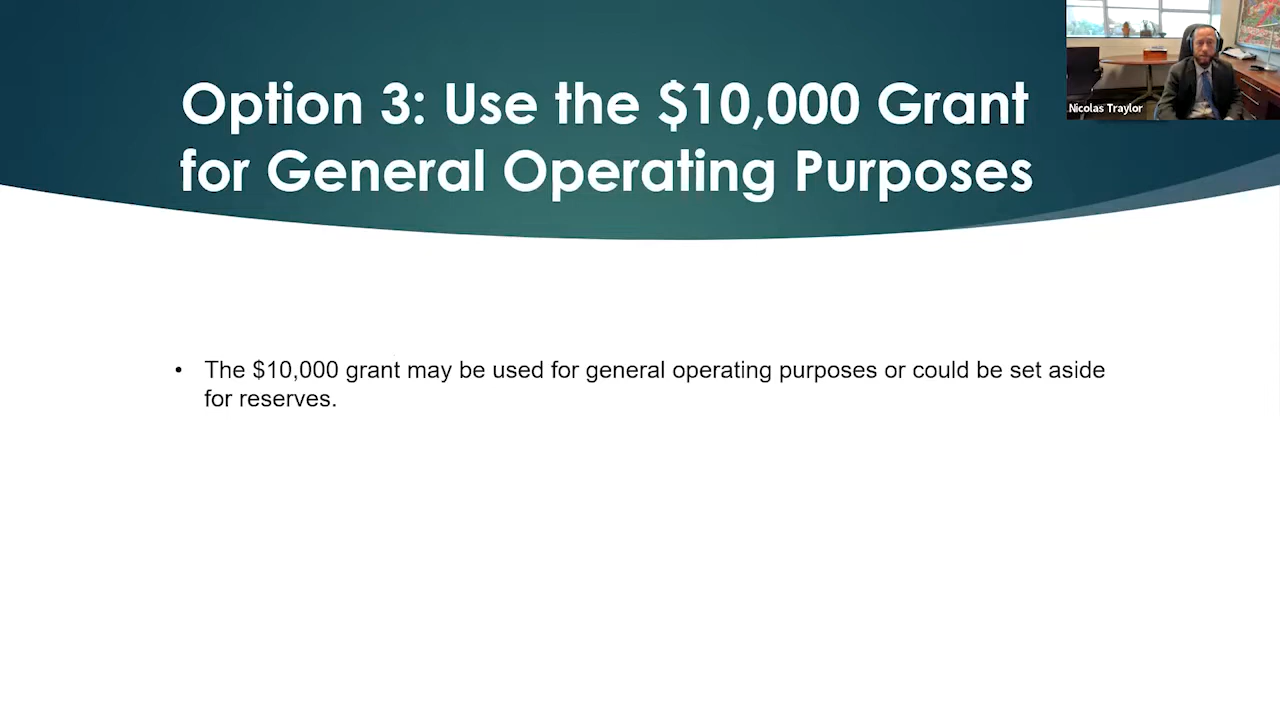 Option 3: Use the $10,000 Grant
for General Operating Purposes
Nicolas Traylor
• The $10,000 grant may be used for general operating purposes or could be set aside
for reserves.